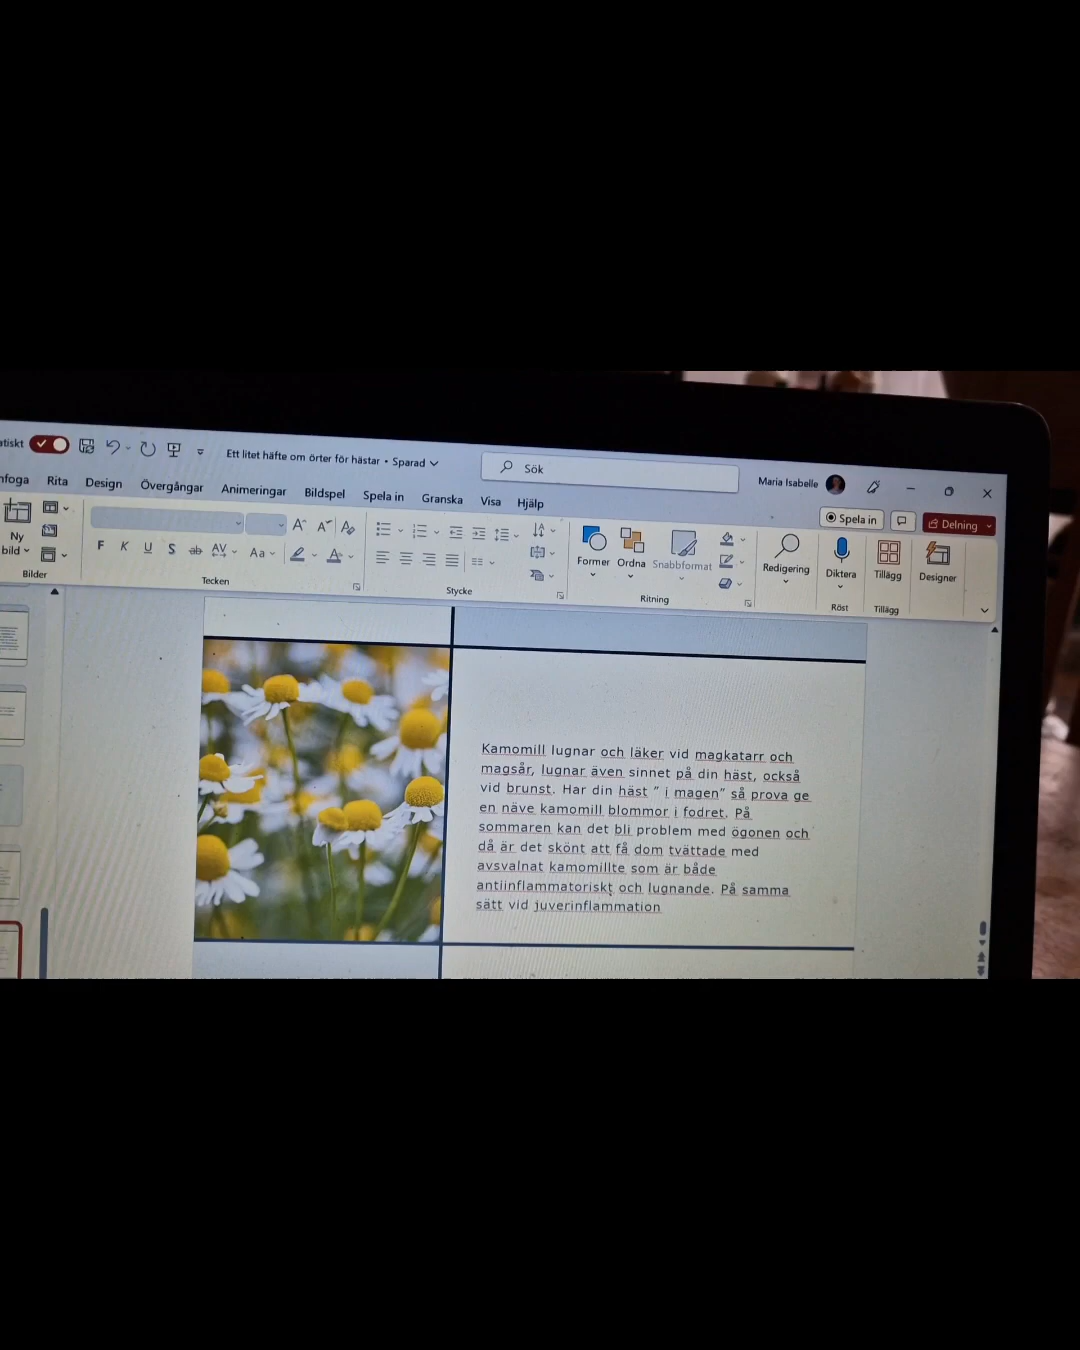 Ett litet häfte om örter för hästar • Sparad
Sök
Maria Isabelle
Rita Design Övergångar Animeringar Bildspel Spela in Granska Visa Hjälp
Spela in
Delning
Ny
bild
F K U S ab AV Aa A
Former Ordna Snabbformat
Redigering Diktera Tillägg Designer
Bilder Tecken Stycke Ritning Röst Tillägg
Kamomill lugnar och läker vid magkatarr och
magsår, lugnar även sinnet på din häst, också
vid brunst. Har din häst ” i magen” så prova ge
en näve kamomill blommor i fodret. På
sommaren kan det bli problem med ögonen och
då är det skönt att få dom tvättade med
avsvalnat kamomillte som är både
antiinflammatoriskt och lugnande. På samma
sätt vid juverinflammation